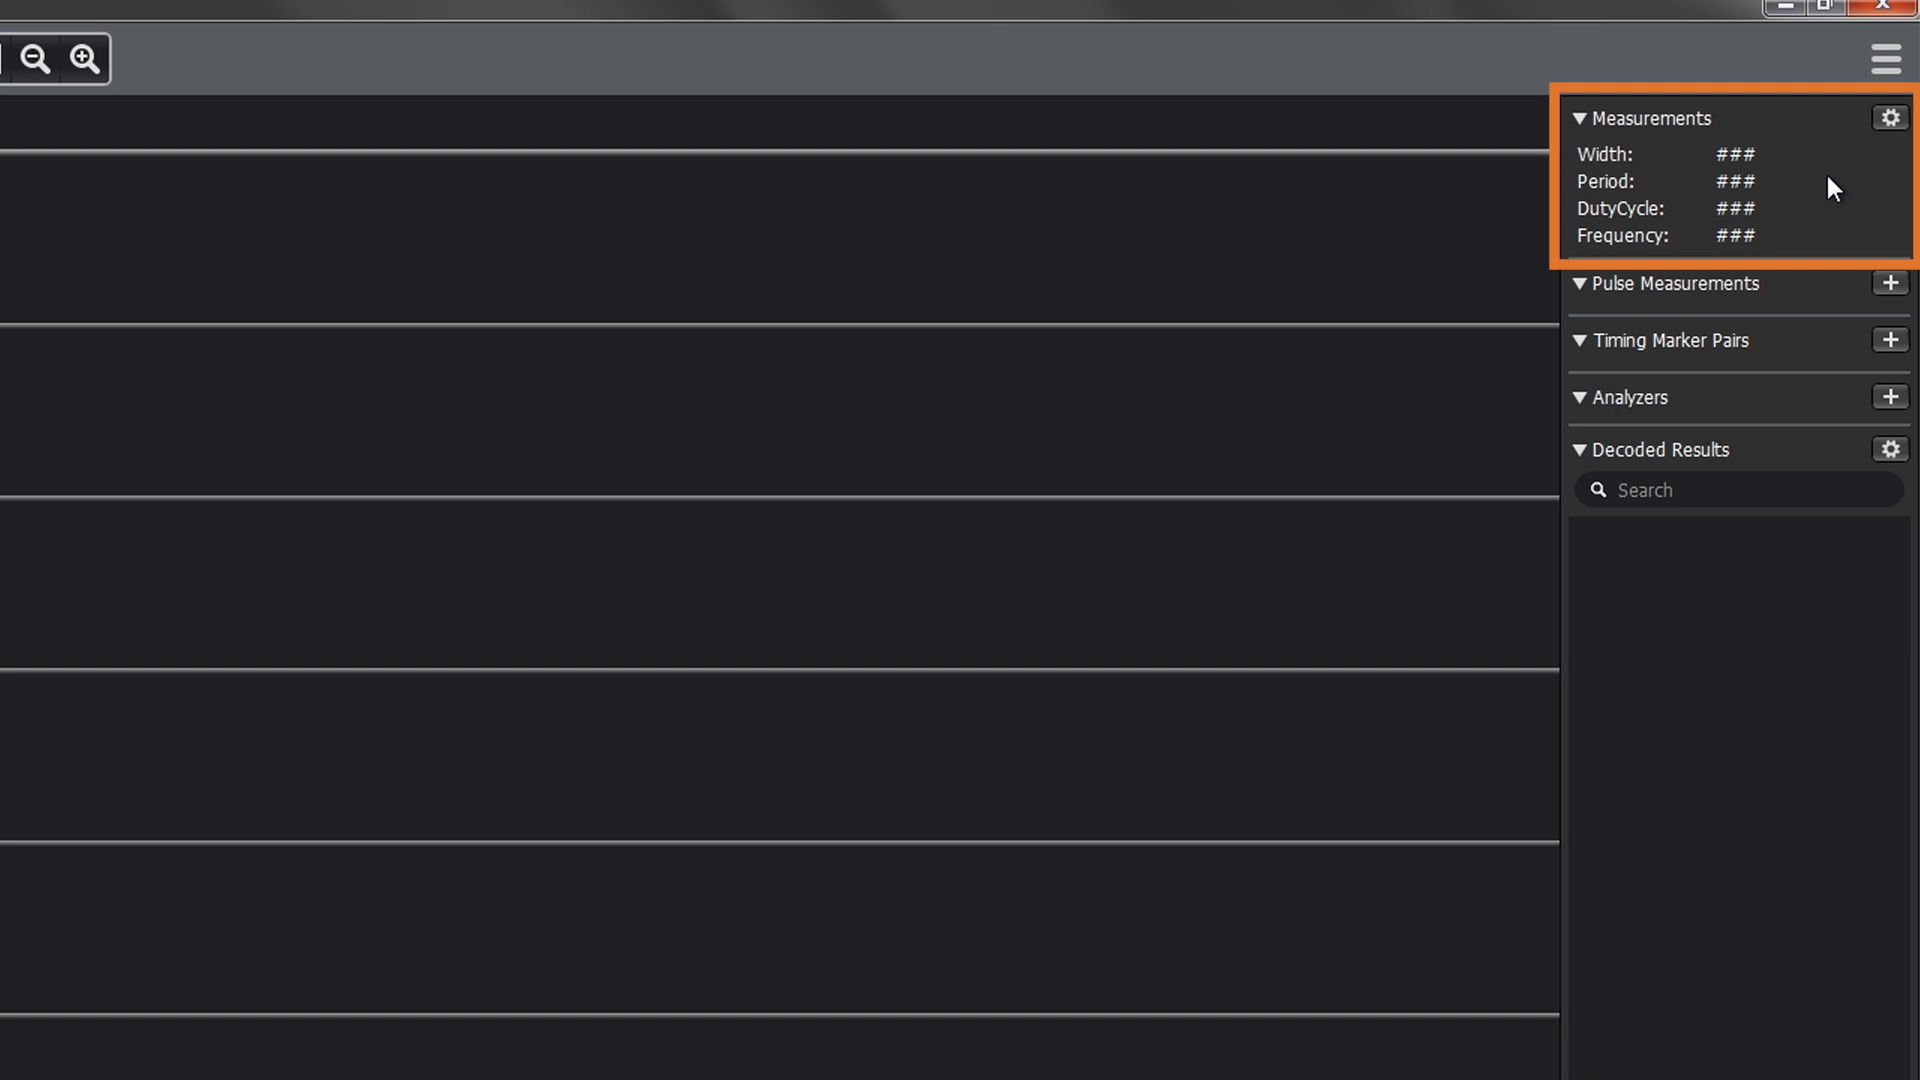 Measurements
Width: ###
Period: ###
DutyCycle: ###
Frequency: ###
Pulse Measurements
Timing Marker Pairs
Analyzers
Decoded Results
Search